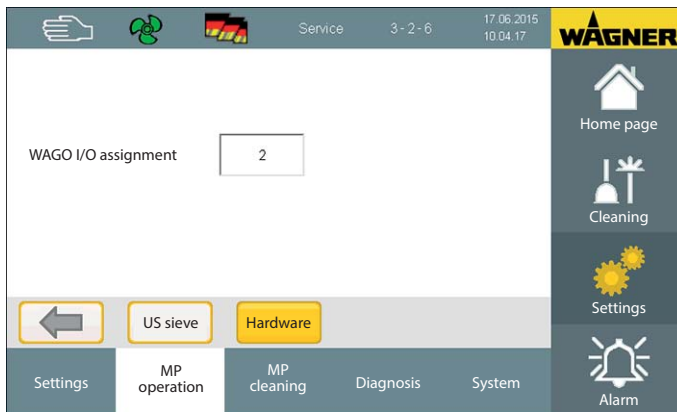 Service 3-2-6 17.06.2015
10.04.17
WAGNER
Home page
WAGO I/O assignment 2
Cleaning
Settings
US sieve Hardware
Settings MP operation MP cleaning Diagnosis System
Alarm